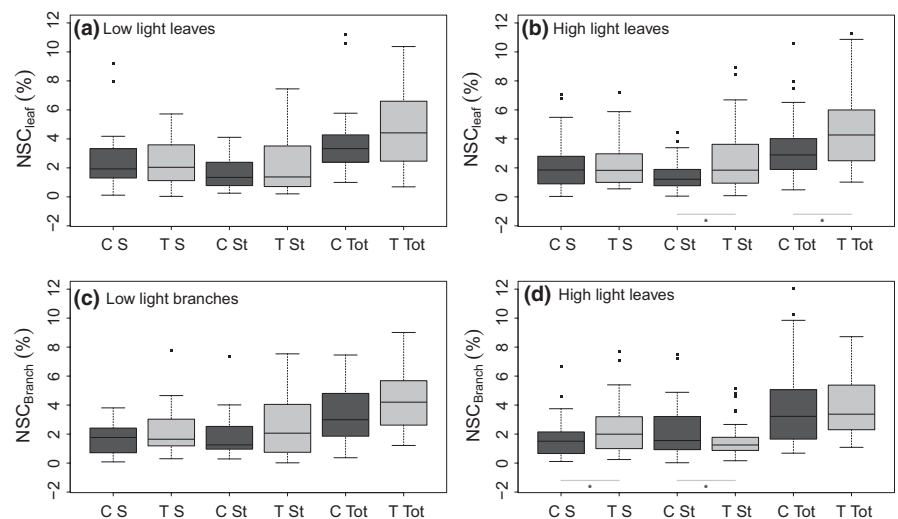 (a) Low light leaves
NSCleaf (%)
−2 0 2 4 6 8 10 12
C S T S C St T St C Tot T Tot
(b) High light leaves
NSCleaf (%)
−2 0 2 4 6 8 10 12
C S T S C St T St C Tot T Tot
(c) Low light branches
NSCBranch (%)
−2 0 2 4 6 8 10 12
C S T S C St T St C Tot T Tot
(d) High light leaves
NSCBranch (%)
−2 0 2 4 6 8 10 12
C S T S C St T St C Tot T Tot